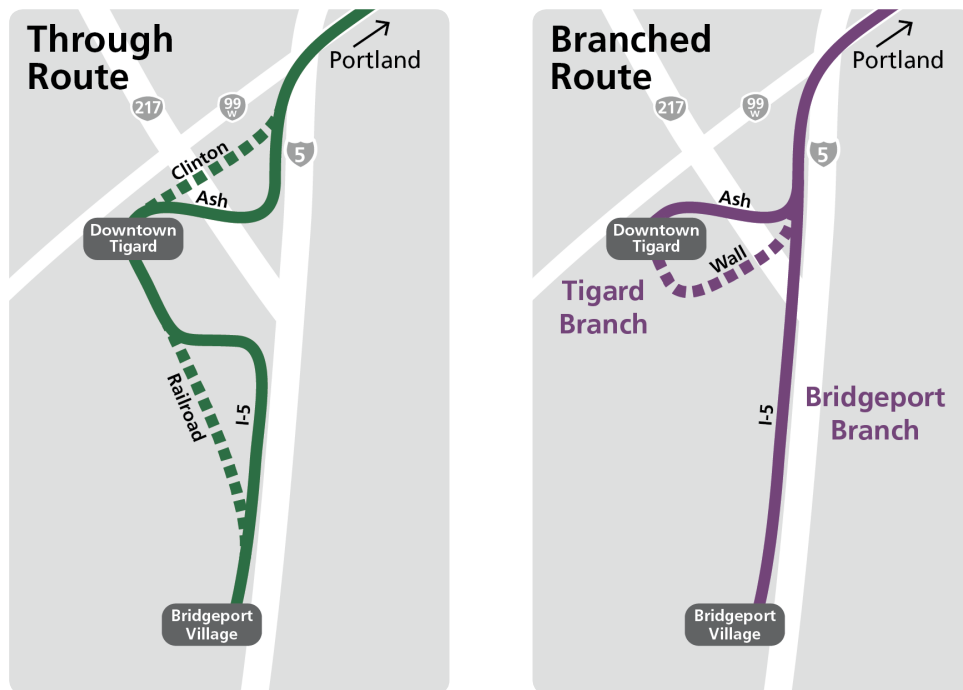 Through
Route
Portland
217
99
W
Clinton
5
Ash
Downtown
Tigard
Railroad
I-5
Bridgeport
Village
Branched
Route
Portland
217
99
W
5
Ash
Downtown
Tigard
Wall
Tigard
Branch
Bridgeport
Branch
I-5
Bridgeport
Village